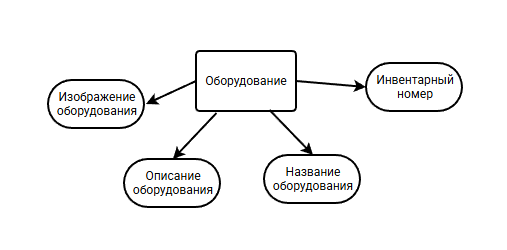 Оборудование
Инвентарный
номер
Изображение
оборудования
Описание
оборудования
Название
оборудования